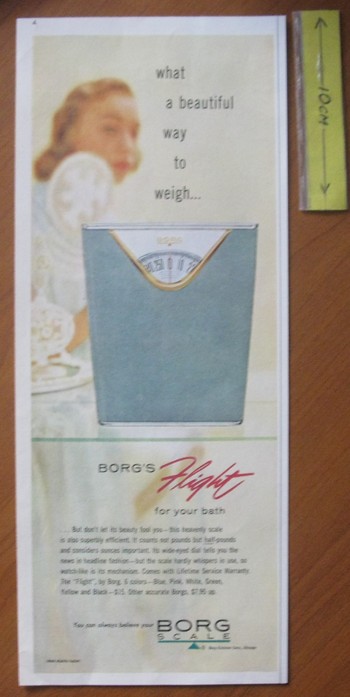 what
a beautiful
way
to
weigh...
BORG
BORG'S Flight
for your bath
.... But don't let its beauty fool you—this heavenly scale
is also superbly efficient. It counts not pounds but half-pounds
and considers ounces important. Its wide-eyed dial tells you the
news in headline fashion—but the scale hardly whispers in use, so
watch-like is its mechanism. Comes with Lifetime Service Warranty.
The "Flight", by Borg. 6 colors—Blue, Pink, White, Green,
Yellow and Black—$15. Other accurate Borgs, $7.95 up.
You can always believe your BORG
SCALE
10CM